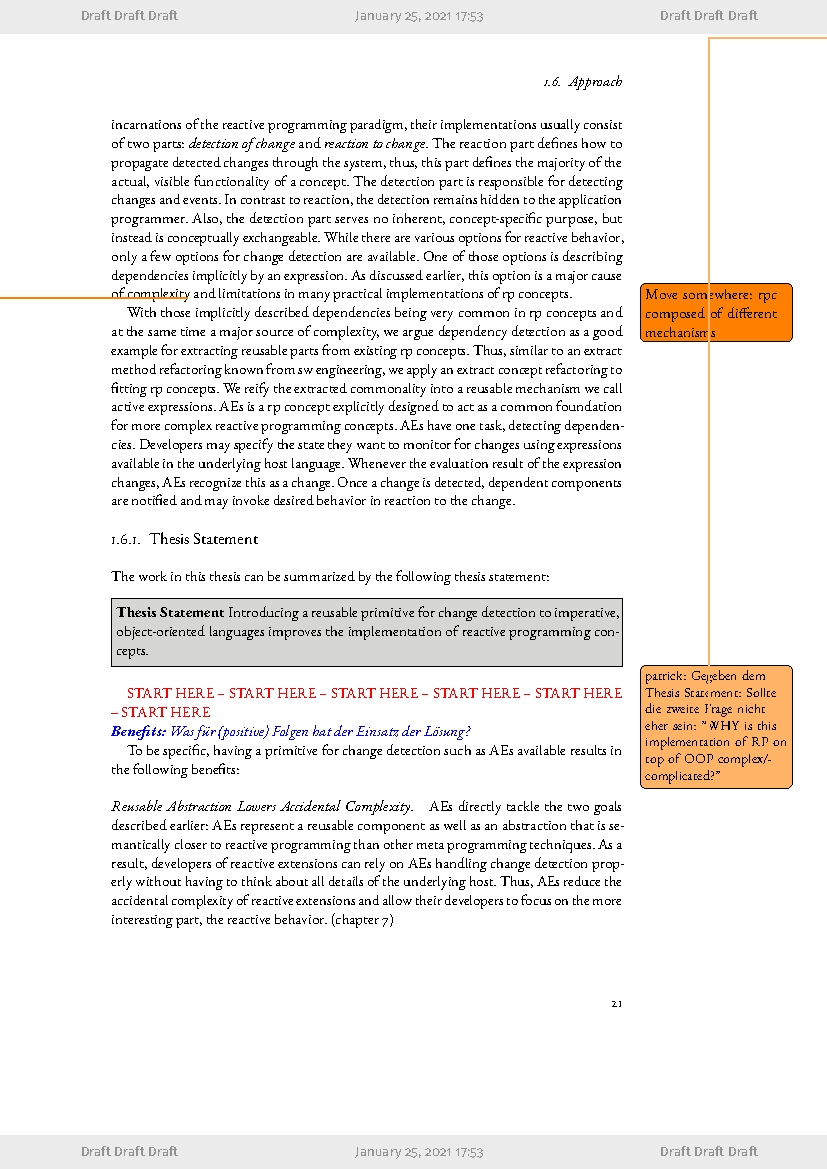 Draft Draft Draft January 25, 2021 17:53 Draft Draft Draft
1.6. Approach
incarnations of the reactive programming paradigm, their implementations usually consist
of two parts: detection of change and reaction to change. The reaction part defines how to
propagate detected changes through the system, thus, this part defines the majority of the
actual, visible functionality of a concept. The detection part is responsible for detecting
changes and events. In contrast to reaction, the detection remains hidden to the application
programmer. Also, the detection part serves no inherent, concept-specific purpose, but
instead is conceptually exchangeable. While there are various options for reactive behavior,
only a few options for change detection are available. One of those options is describing
dependencies implicitly by an expression. As discussed earlier, this option is a major cause
of complexity and limitations in many practical implementations of rp concepts.
With those implicitly described dependencies being very common in rp concepts and
at the same time a major source of complexity, we argue dependency detection as a good
example for extracting reusable parts from existing rp concepts. Thus, similar to an extract
method refactoring known from sw engineering, we apply an extract concept refactoring to
fitting rp concepts. We reify the extracted commonality into a reusable mechanism we call
active expressions. AEs is a rp concept explicitly designed to act as a common foundation
for more complex reactive programming concepts. AEs have one task, detecting dependen-
cies. Developers may specify the state they want to monitor for changes using expressions
available in the underlying host language. Whenever the evaluation result of the expression
changes, AEs recognize this as a change. Once a change is detected, dependent components
are notified and may invoke desired behavior in reaction to the change.
1.6.1. Thesis Statement
The work in this thesis can be summarized by the following thesis statement:
Thesis Statement Introducing a reusable primitive for change detection to imperative,
object-oriented languages improves the implementation of reactive programming con-
cepts.
START HERE – START HERE – START HERE – START HERE – START HERE
– START HERE
Benefits: Was für (positive) Folgen hat der Einsatz der Lösung?
To be specific, having a primitive for change detection such as AEs available results in
the following benefits:
Reusable Abstraction Lowers Accidental Complexity. AEs directly tackle the two goals
described earlier: AEs represent a reusable component as well as an abstraction that is se-
mantically closer to reactive programming than other meta programming techniques. As a
result, developers of reactive extensions can rely on AEs handling change detection prop-
erly without having to think about all details of the underlying host. Thus, AEs reduce the
accidental complexity of reactive extensions and allow their developers to focus on the more
interesting part, the reactive behavior. (chapter 7)
Move somewhere: rpc
composed of different
mechanisms
patrick: Gegeben dem
Thesis Statement: Sollte
die zweite Frage nicht
eher sein: "WHY is this
implementation of RP on
top of OOP complex/-
complicated?"
21
Draft Draft Draft January 25, 2021 17:53 Draft Draft Draft